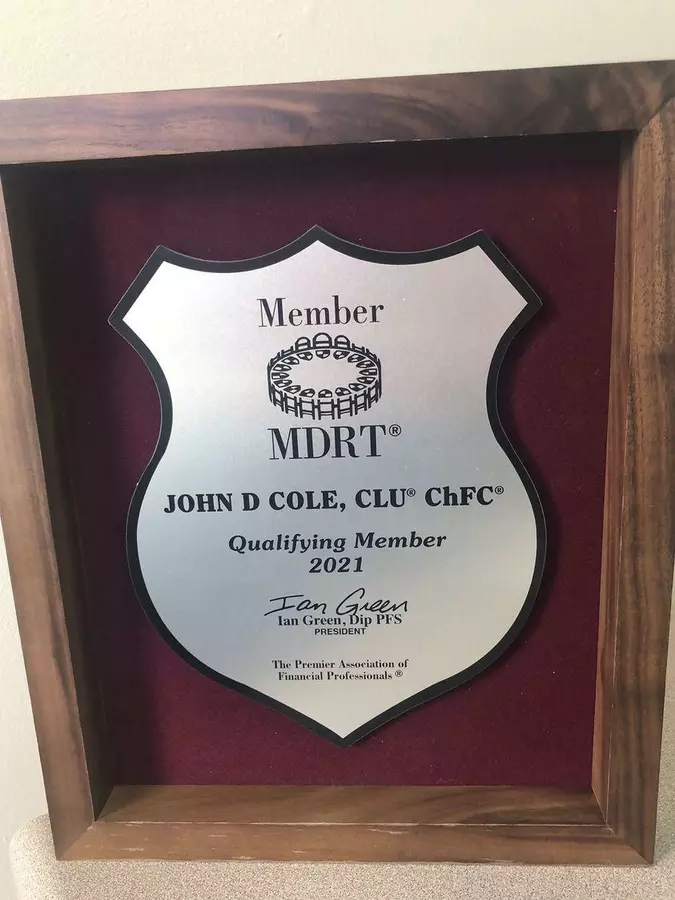 Member
MDRT®
JOHN D COLE, CLU® ChFC®
Qualifying Member
2021
Ian Green
Ian Green, Dip PFS
PRESIDENT
The Premier Association of
Financial Professionals ®